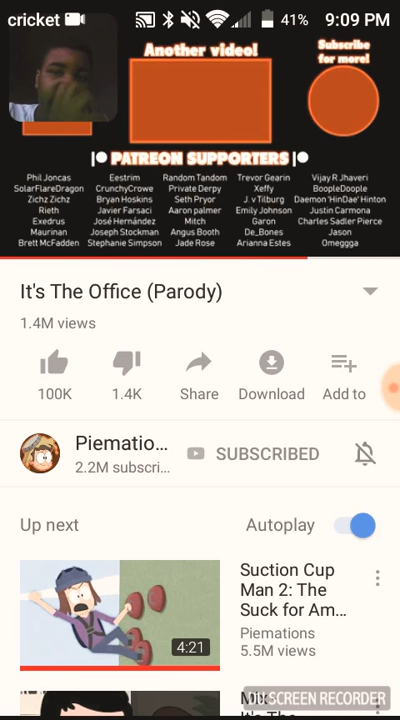 cricket 41% 9:09 PM
Another video!
Subscribe
for more!
|● PATREON SUPPORTERS |●
Phil Joncas Eestrim Random Tandom Trevor Gearin Vijay R Jhaveri
SolarFlareDragon CrunchyCrowe Private Derpy Xeffy BoopleDoople
Zichz Zichz Bryan Hoskins Seth Pryor J. v Tilburg Daemon 'HinDae' Hinton
Rieth Javier Farsaci Aaron palmer Emily Johnson Justin Carmona
Exedrus José Hernández Mitch Garon Charles Sadler Pierce
Maurinan Joseph Stockman Angus Booth De_Bones Jason
Brett McFadden Stephanie Simpson Jade Rose Arianna Estes Omeggga
It's The Office (Parody)
1.4M views
100K 1.4K Share Download Add to
Piematio... SUBSCRIBED
2.2M subscri...
Up next Autoplay
Suction Cup
Man 2: The
Suck for Am...
Piemations
5.5M views
4:21
SCREEN RECORDER